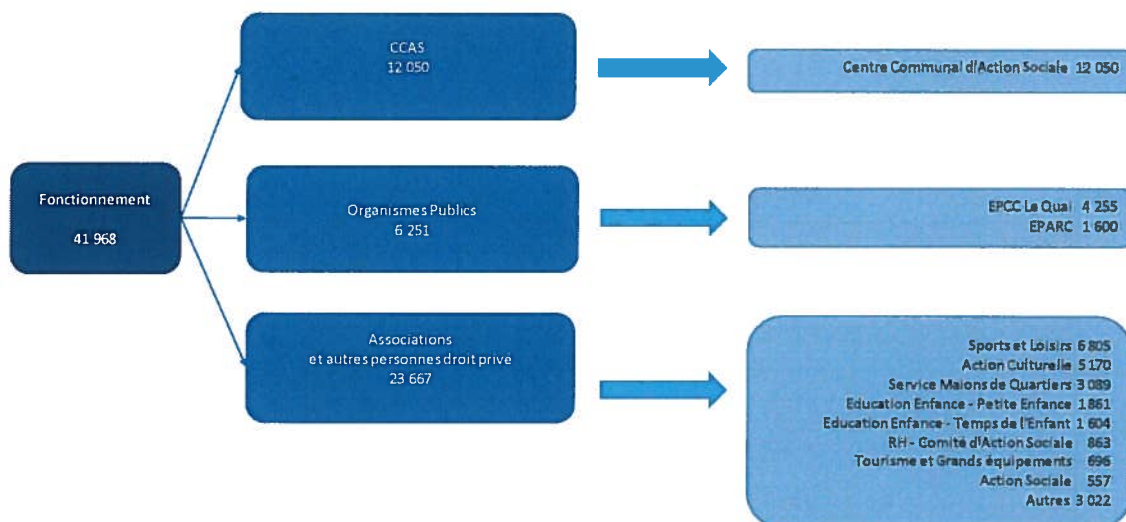 Fonctionnement
41 968
CCAS
12 050
Centre Communal d'Action Sociale 12 050
Organismes Publics
6 251
EPCC Le Quai 4 255
EPARC 1 600
Associations
et autres personnes droit privé
23 667
Sports et Loisirs 6 805
Action Culturelle 5 170
Service Maions de Quartiers 3 089
Education Enfance - Petite Enfance 1 861
Education Enfance - Temps de l'Enfant 1 604
RH - Comité d'Action Sociale 863
Tourisme et Grands équipements 696
Action Sociale 557
Autres 3 022